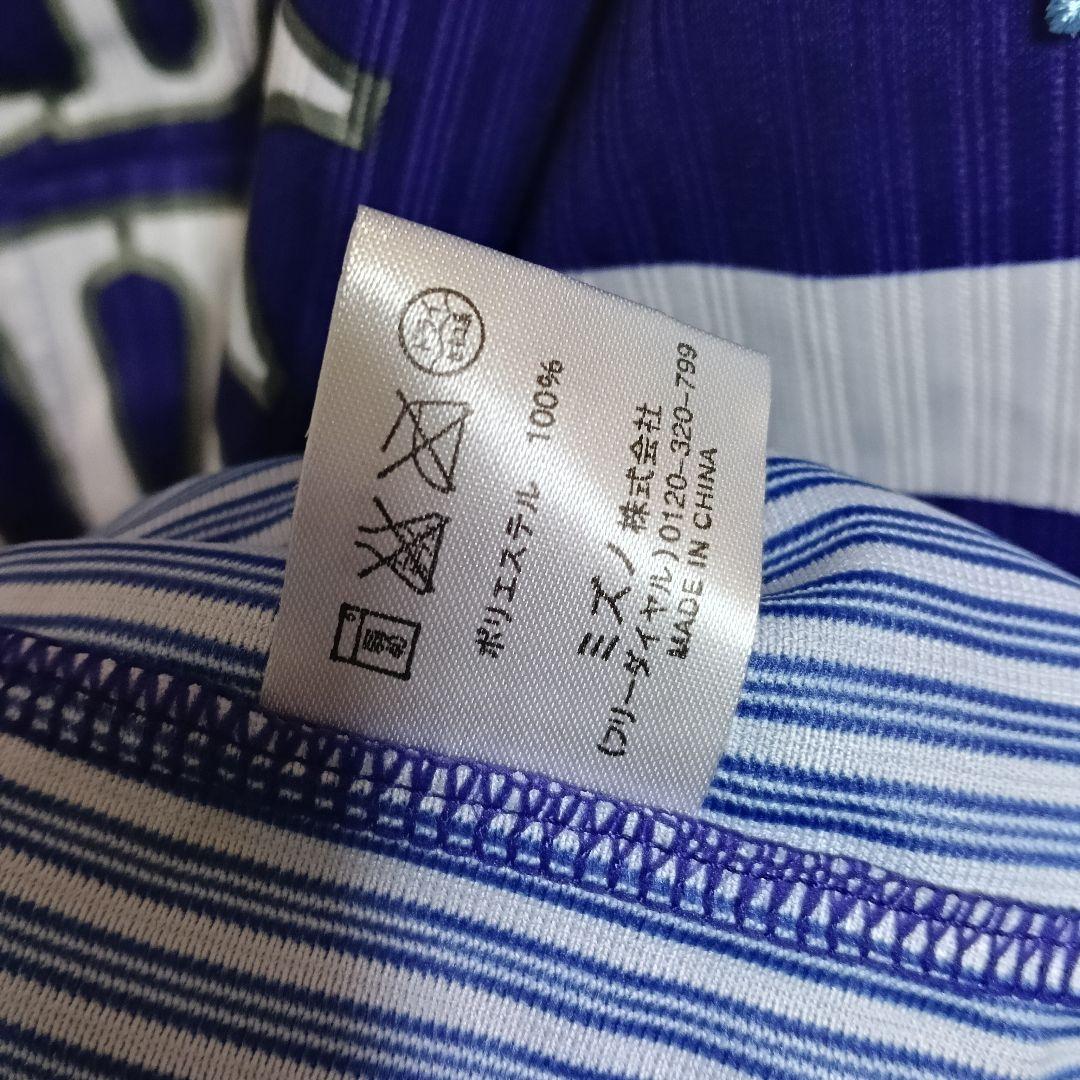 ポリエステル 100%
ミズノ 株式会社
(フリーダイヤル) 0120-320-799
MADE IN CHINA